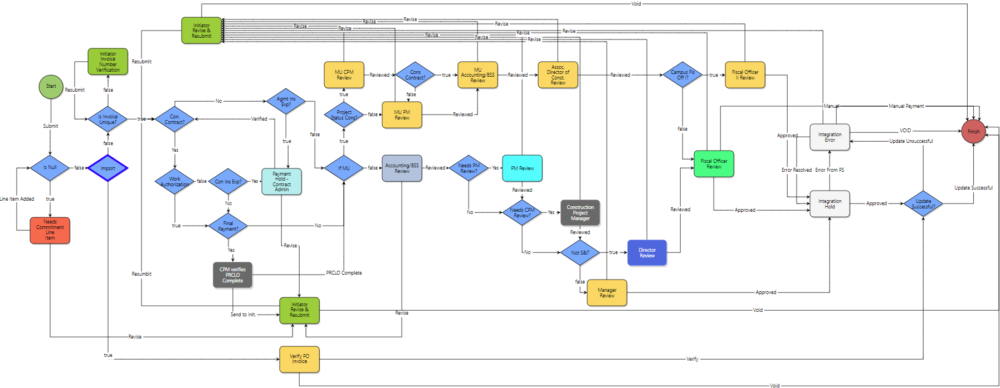 Void
Initiator
Revise &
Resubmit
Revise
Revise
Revise
Revise
Revise
Revise
Revise
Revise
Revise
Revise
Initiator
Invoice
Number
Verification
Resubmit
MU CPM
Review
Reviewed
Cons
Contract?
true
MU
Accounting/BSS
Review
Reviewed
Assoc.
Director of
Const.
Review
Reviewed
Campus Fis
Off I?
true
Fiscal Officer
II Review
Start
Resubmit
false
true
false
No
Agmt Ins
Exp?
Manual
Manual Payment
Is Invoice
Unique?
true
Con.
Contract?
Verified
Project
Status Cons?
false
MU PM
Review
Reviewed
Submit
false
false
true
true
false
Approved
Integration
Error
VOID
Finish
Update Unsuccessful
Yes
Is Null
false
Import
Work
Authorization
false
Con Ins Exp?
Yes
Payment
Hold -
Contract
Admin
If MU
false
Accounting/BSS
Review
Reviewed
Needs PM
Review?
Yes
PM Review
Fiscal Officer
Review
Error Resolved
Error From PS
Line Item Added
true
No
Reviewed
Update Successful
Integration
Hold
Approved
Update
Successful?
No
Needs CPM
Review?
Yes
Construction
Project
Manager
Reviewed
Approved
Needs
Commitment
Line
Item
true
Final
Payment?
No
Reviewed
Yes
Revise
No
Not S&T
true
Director
Review
Resumbit
CPM verifies
PRCLO
Complete
PRCLO Complete
false
Manager
Review
Approved
Send to Init.
Initiator
Revise &
Resubmit
Revise
Void
Revise
true
Verify PO
Invoice
Verify
Void